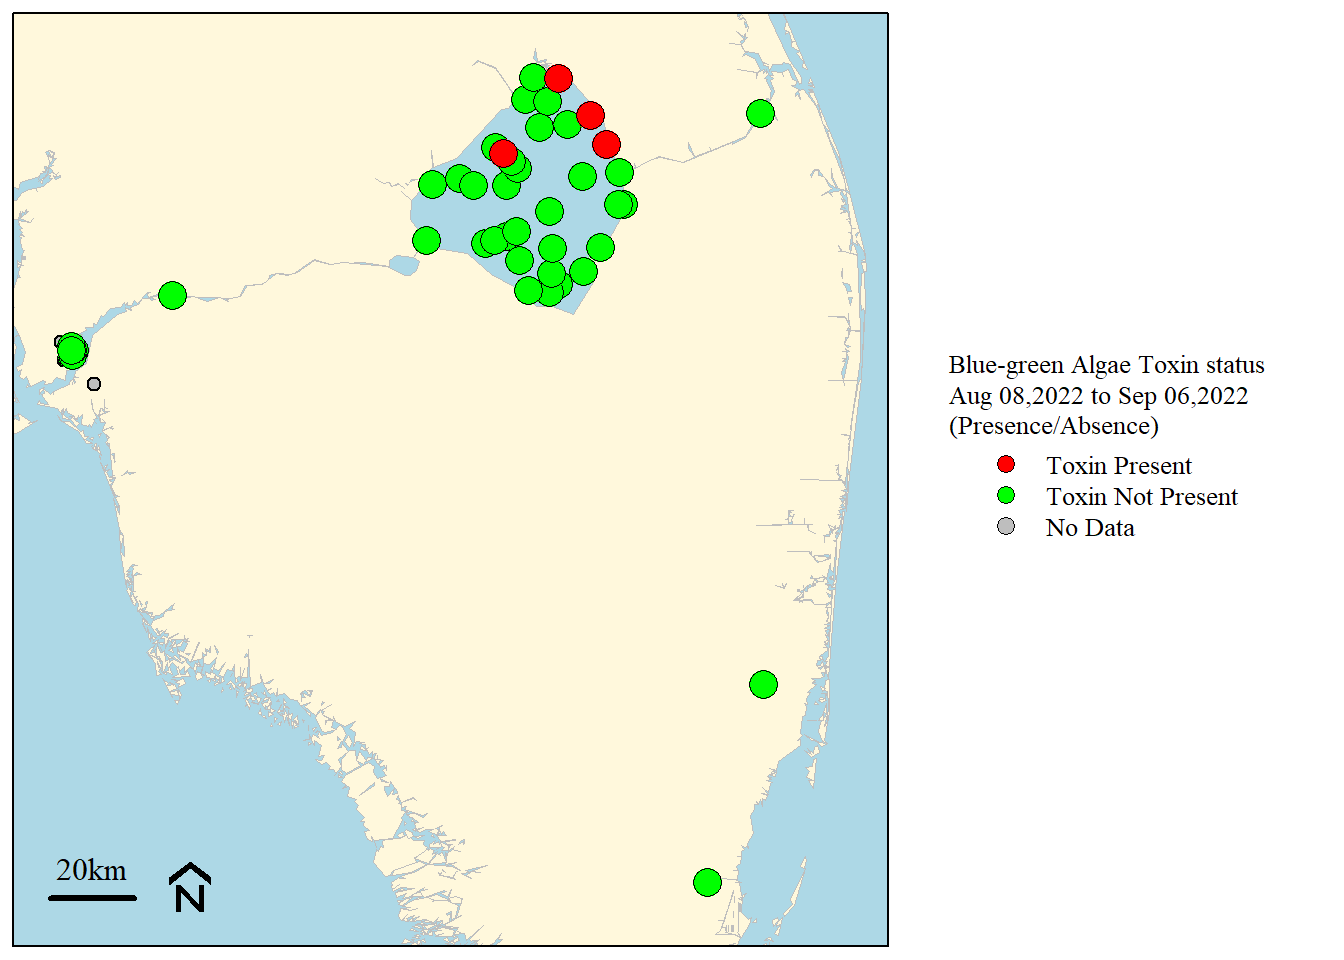 Blue-green Algae Toxin status
Aug 08,2022 to Sep 06,2022
(Presence/Absence)
Toxin Present
Toxin Not Present
No Data
20km
N